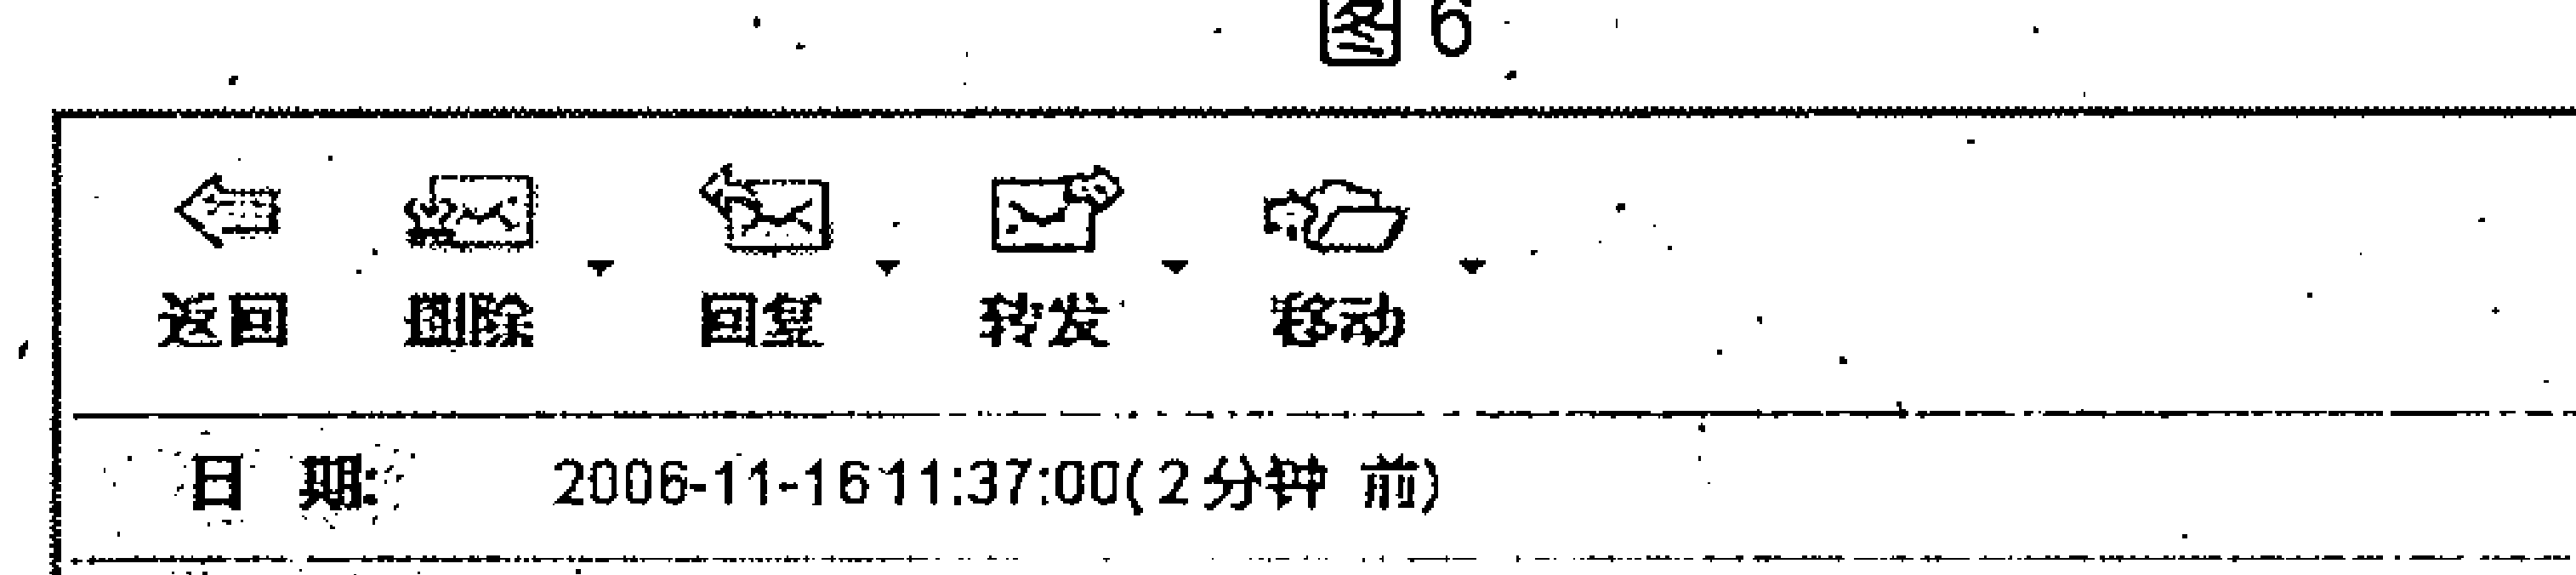 图 6
返回 删除 回复 转发 移动
日 期: 2006-11-16 11:37:00(2分钟 前)